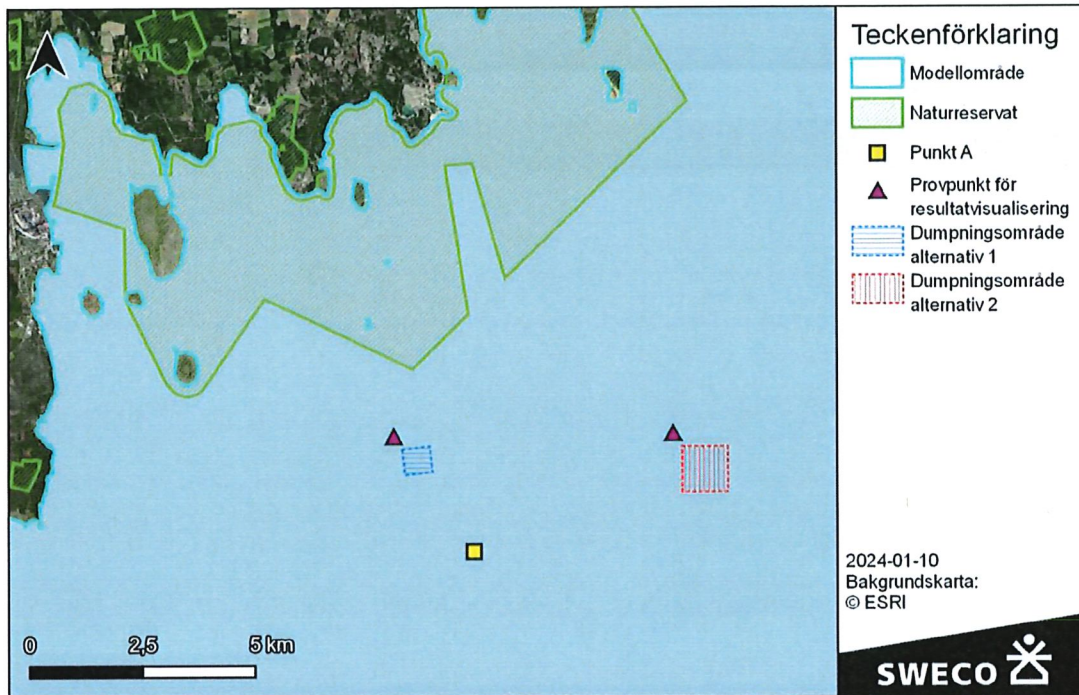 Teckenförklaring
Modellområde
Naturreservat
Punkt A
Provpunkt för
resultatvisualisering
Dumpningsområde
alternativ 1
Dumpningsområde
alternativ 2
2024-01-10
Bakgrundskarta:
© ESRI
0 2,5 5 km
SWECO